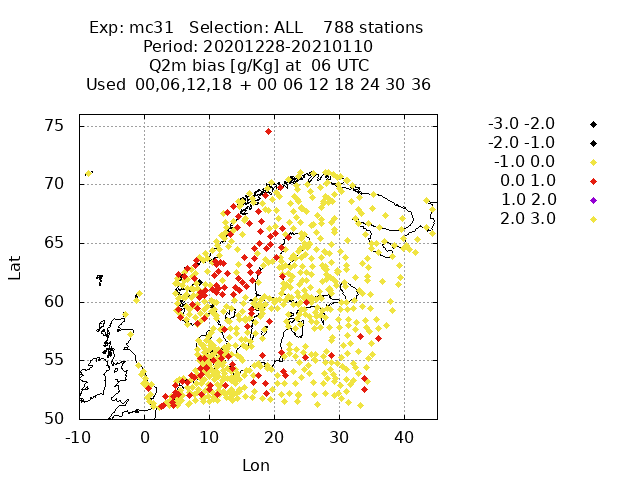 Exp: mc31 Selection: ALL 788 stations
Period: 20201228-20210110
Q2m bias [g/Kg] at 06 UTC
Used 00,06,12,18 + 00 06 12 18 24 30 36
-3.0 -2.0
-2.0 -1.0
-1.0 0.0
0.0 1.0
1.0 2.0
2.0 3.0
75
70
65
60
55
50
Lat
-10 0 10 20 30 40
Lon